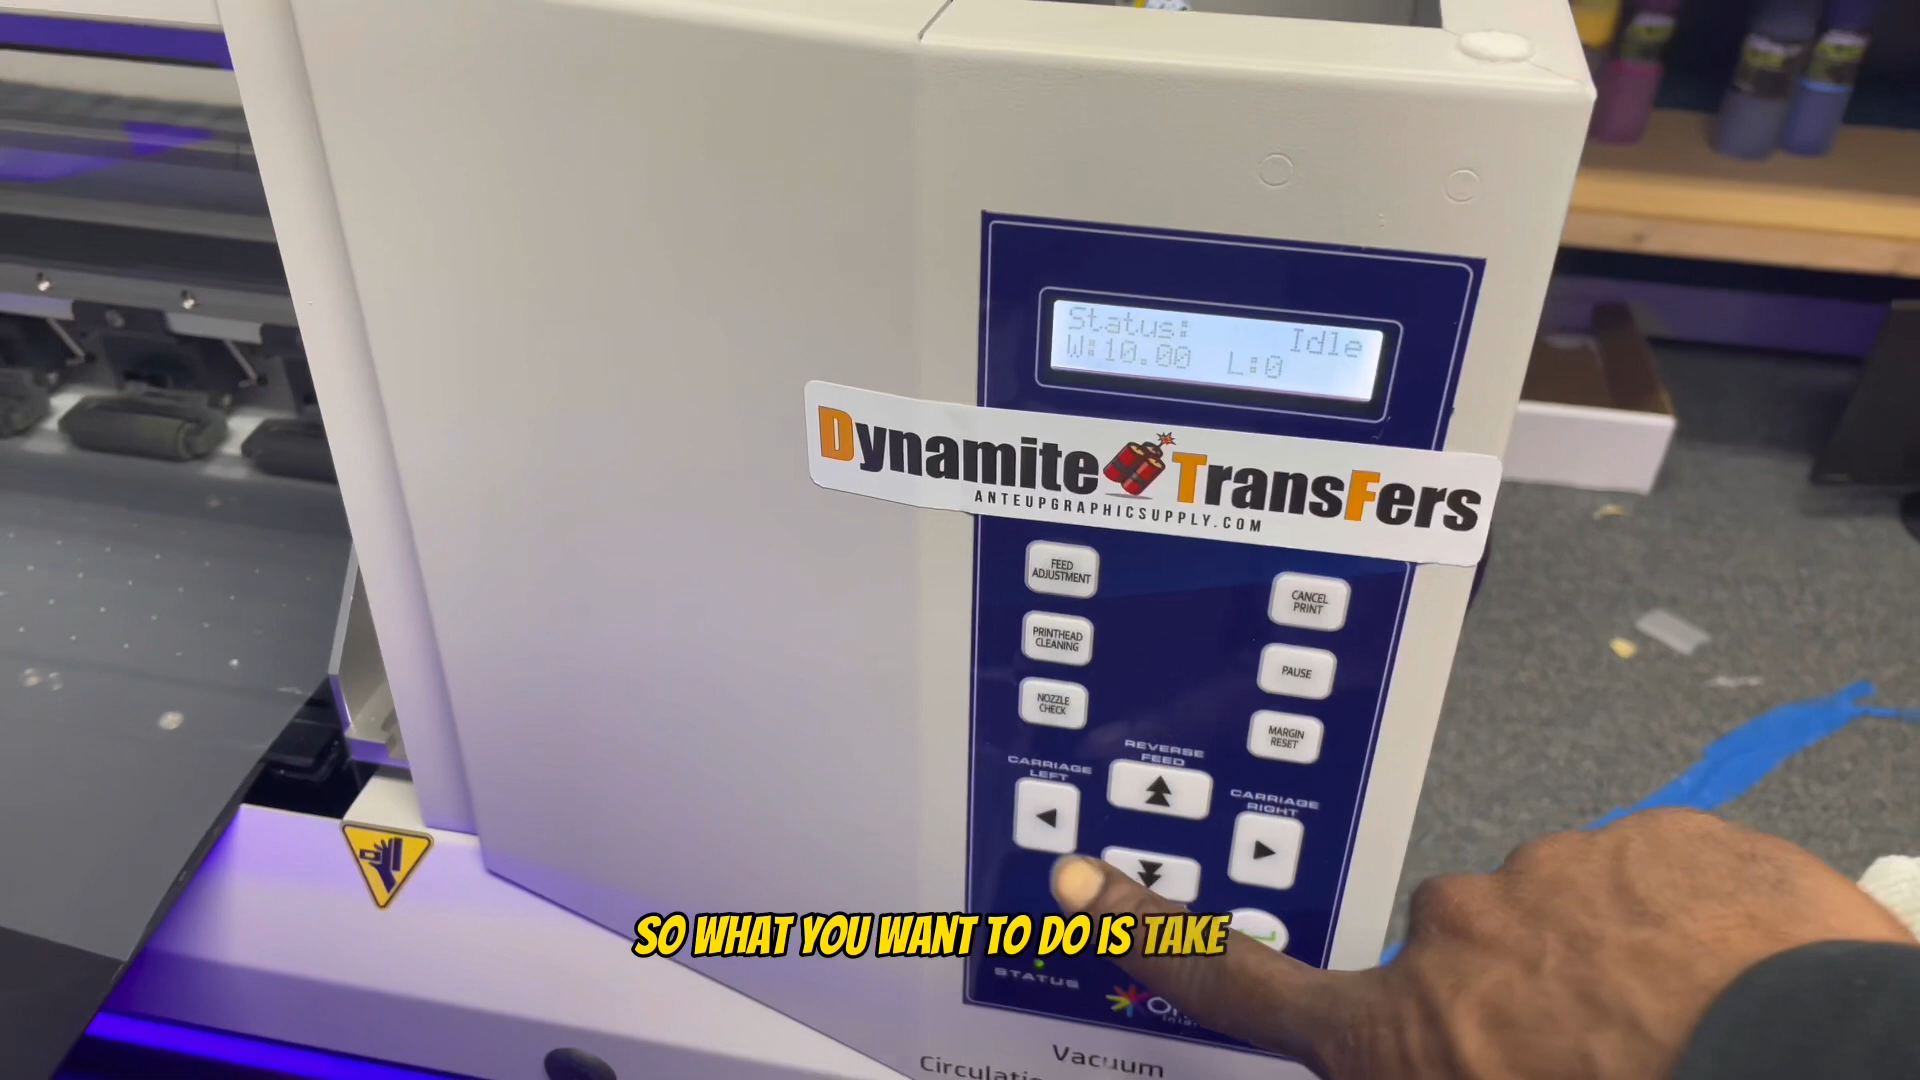 Status: Idle
W:10.00 L:0
Dynamite Transfers
ANTEUPGRAPHICSUPPLY.COM
FEED
ADJUSTMENT
CANCEL
PRINT
PRINTHEAD
CLEANING
PAUSE
NOZZLE
CHECK
MARGIN
RESET
REVERSE
FEED
CARRIAGE
LEFT
CARRIAGE
RIGHT
SO WHAT YOU WANT TO DO IS TAKE
STATUS
Vacuum